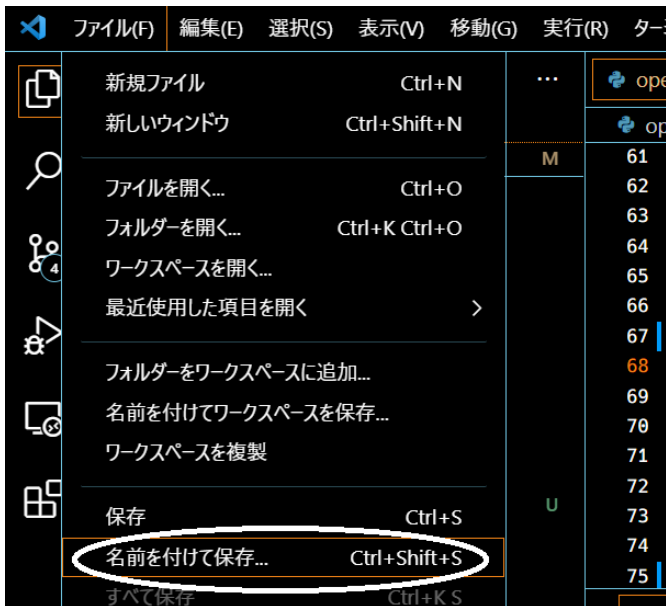 ファイル(F) 編集(E) 選択(S) 表示(V) 移動(G) 実行(R)
新規ファイル Ctrl+N
新しいウィンドウ Ctrl+Shift+N
ファイルを開く... Ctrl+O
フォルダーを開く... Ctrl+K Ctrl+O
ワークスペースを開く...
最近使用した項目を開く
フォルダーをワークスペースに追加...
名前を付けてワークスペースを保存...
ワークスペースを複製
保存 Ctrl+S
名前を付けて保存... Ctrl+Shift+S
すべて保存 Ctrl+K S
4
...
M
U
ope
op
61
62
63
64
65
66
67
68
69
70
71
72
73
74
75